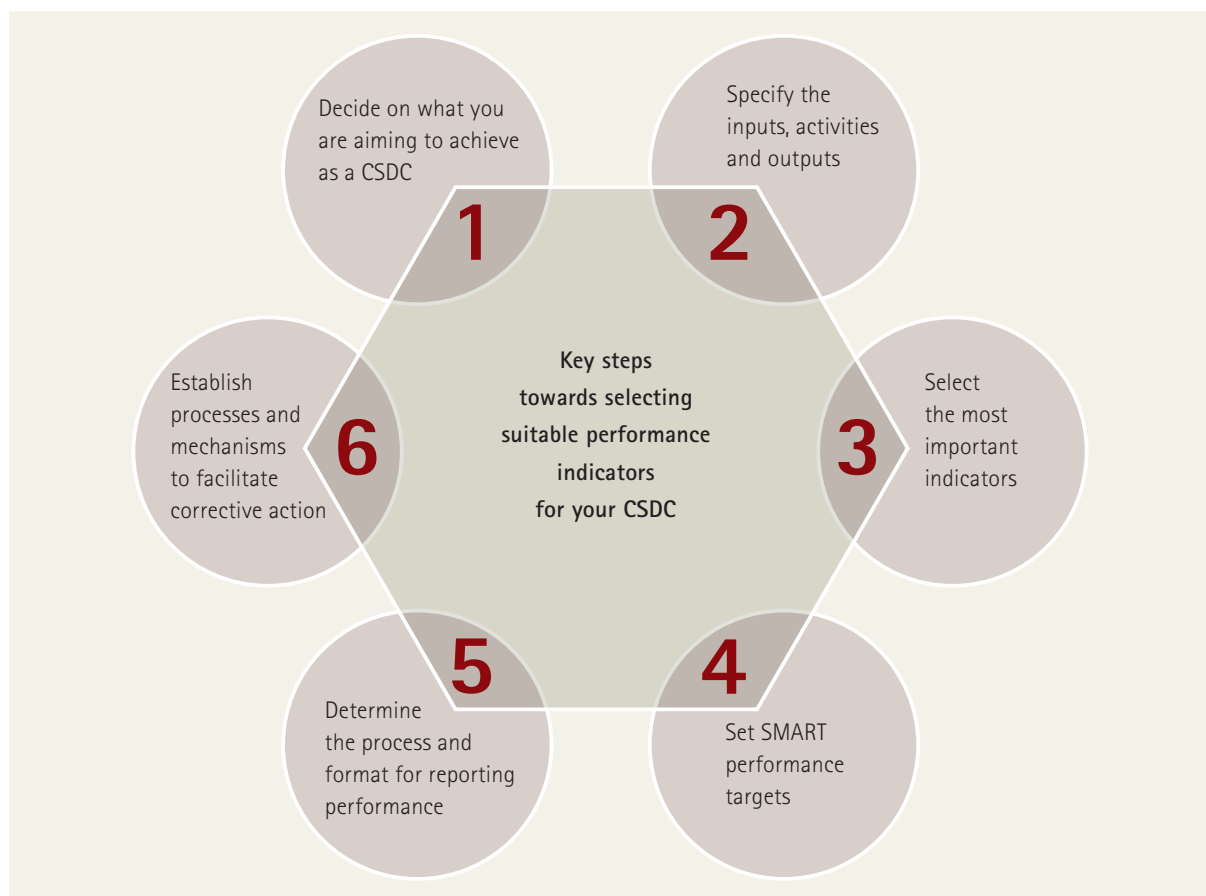 Decide on what you
are aiming to achieve
as a CSDC
1
Specify the
inputs, activities
and outputs
2
Select
the most
important
indicators
3
Set SMART
performance
targets
4
Determine
the process and
format for reporting
performance
5
Establish
processes and
mechanisms
to facilitate
corrective action
6
Key steps
towards selecting
suitable performance
indicators
for your CSDC